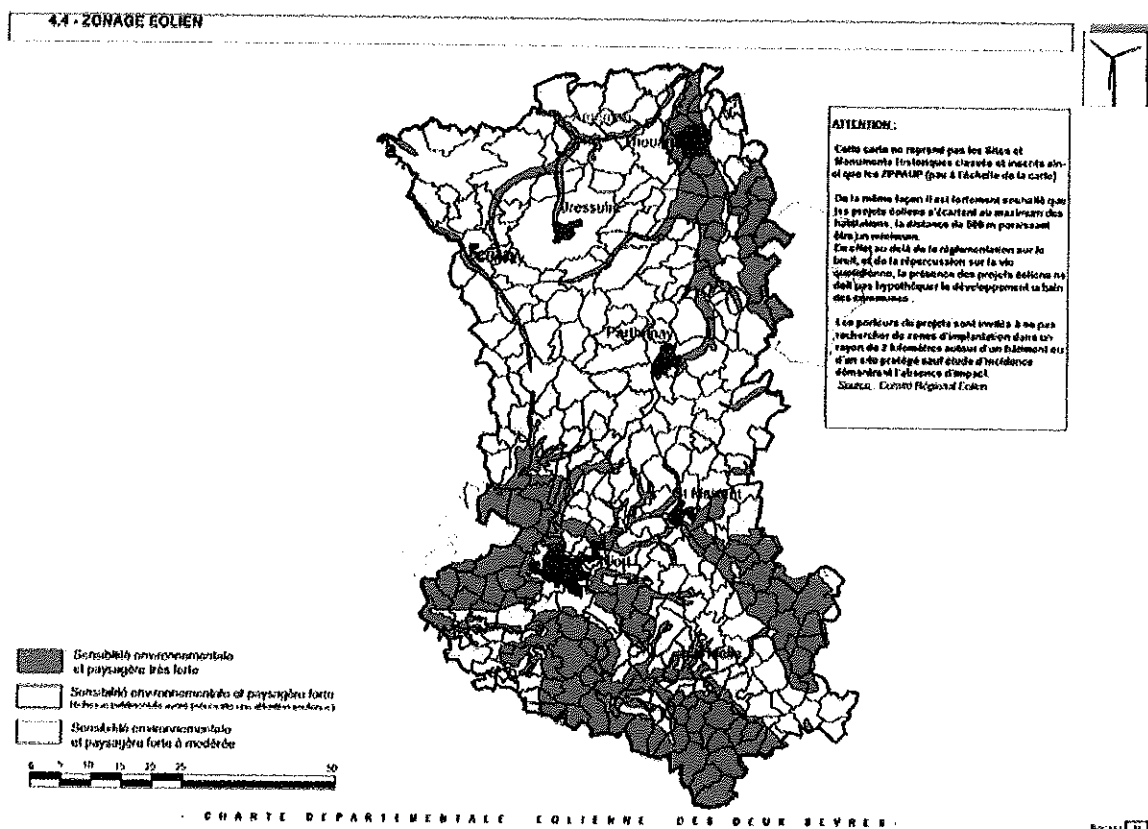 4.4 - ZONAGE EOLIEN
Argenton
Thouars
Bressuire
Parthenay
St Maixent
Niort
ATTENTION :
Cette carte ne reprend pas les Sites et
Monuments Historiques classés et inscrits ain-
si que les ZPPAUP (pas à l'échelle de la carte)
De la même façon il est fortement souhaité que
les projets éoliens s'écartent au maximum des
habitations, la distance de 500 m paraissant
être un minimum.
En effet au delà de la réglementation sur le
bruit, et de la répercussion sur la vie
quotidienne, la présence des projets éoliens ne
doit pas hypothéquer le développement urbain
des communes .
Les porteurs de projets sont invités à ne pas
rechercher de zones d'implantation dans un
rayon de 2 kilomètres autour d'un bâtiment ou
d'un site protégé sauf étude d'incidence
démontrant l'absence d'impact.
Source : Comité Régional Eolien
Sensibilité environnementale
et paysagère très forte
Sensibilité environnementale et paysagère forte
Sensibilité environnementale
et paysagère forte à modérée
0 5 10 15 20 25 50
- CHARTE DEPARTEMENTALE EOLIENNE DES DEUX SEVRES -